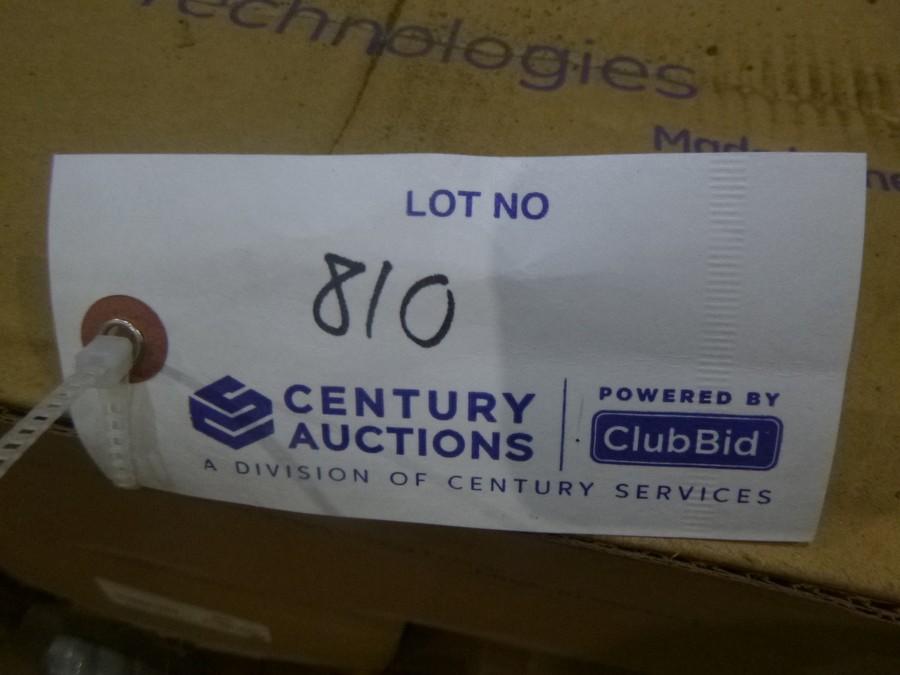 Technologies
LOT NO
810
CENTURY
AUCTIONS
A DIVISION OF CENTURY SERVICES
POWERED BY
ClubBid